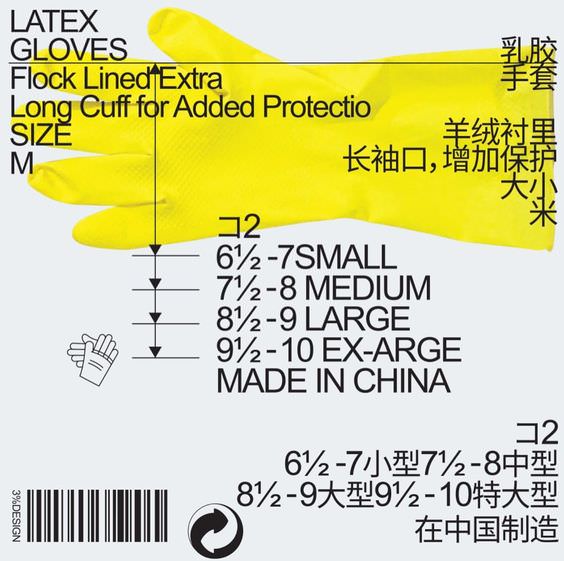 LATEX
GLOVES
Flock Lined Extra
Long Cuff for Added Protectio
SIZE
M
乳胶
手套
羊绒衬里
长袖口，增加保护
大小
米
コ2
6½-7SMALL
7½-8 MEDIUM
8½-9 LARGE
9½-10 EX-ARGE
MADE IN CHINA
コ2
6½-7小型7½-8中型
8½-9大型9½-10特大型
在中国制造
3%DESIGN